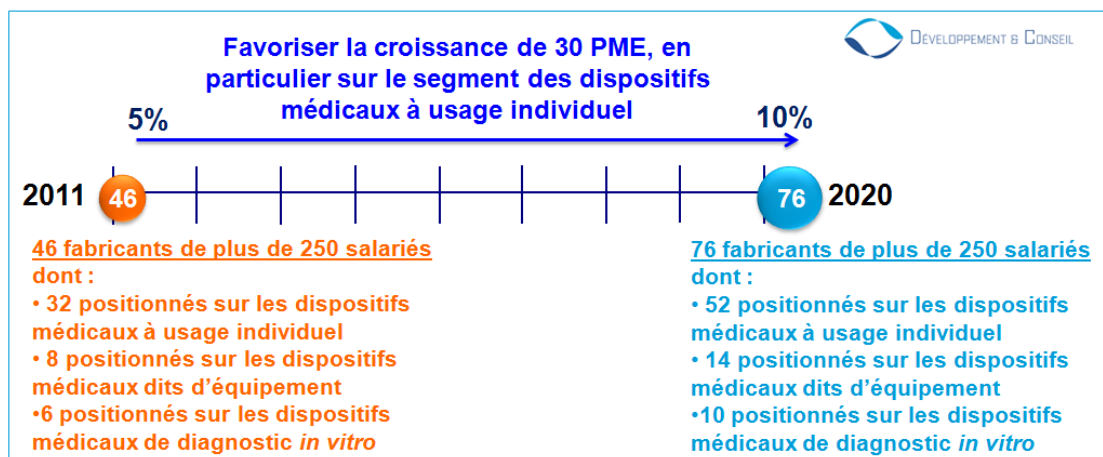 DÉVELOPPEMENT & CONSEIL
Favoriser la croissance de 30 PME, en
particulier sur le segment des dispositifs
médicaux à usage individuel
5%
10%
2011
46
76
2020
46 fabricants de plus de 250 salariés
dont :
• 32 positionnés sur les dispositifs
médicaux à usage individuel
• 8 positionnés sur les dispositifs
médicaux dits d’équipement
•6 positionnés sur les dispositifs
médicaux de diagnostic in vitro
76 fabricants de plus de 250 salariés
dont :
• 52 positionnés sur les dispositifs
médicaux à usage individuel
• 14 positionnés sur les dispositifs
médicaux dits d’équipement
•10 positionnés sur les dispositifs
médicaux de diagnostic in vitro